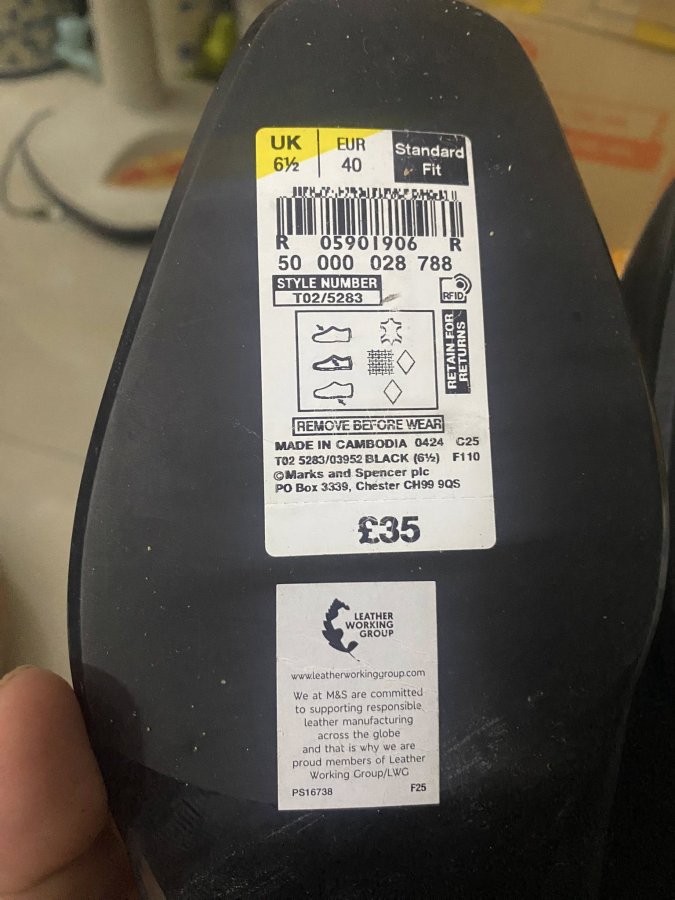 UK EUR Standard
6½ 40 Fit
R 05901906 R
50 000 028 788
STYLE NUMBER
T02/5283
RFID
RETAIN FOR
RETURNS
REMOVE BEFORE WEAR
MADE IN CAMBODIA 0424 C25
T02 5283/03952 BLACK (6½) F110
©Marks and Spencer plc
PO Box 3339, Chester CH99 9QS
£35
LEATHER
WORKING
GROUP
www.leatherworkinggroup.com
We at M&S are committed
to supporting responsible
leather manufacturing
across the globe
and that is why we are
proud members of Leather
Working Group/LWG
PS16738 F25